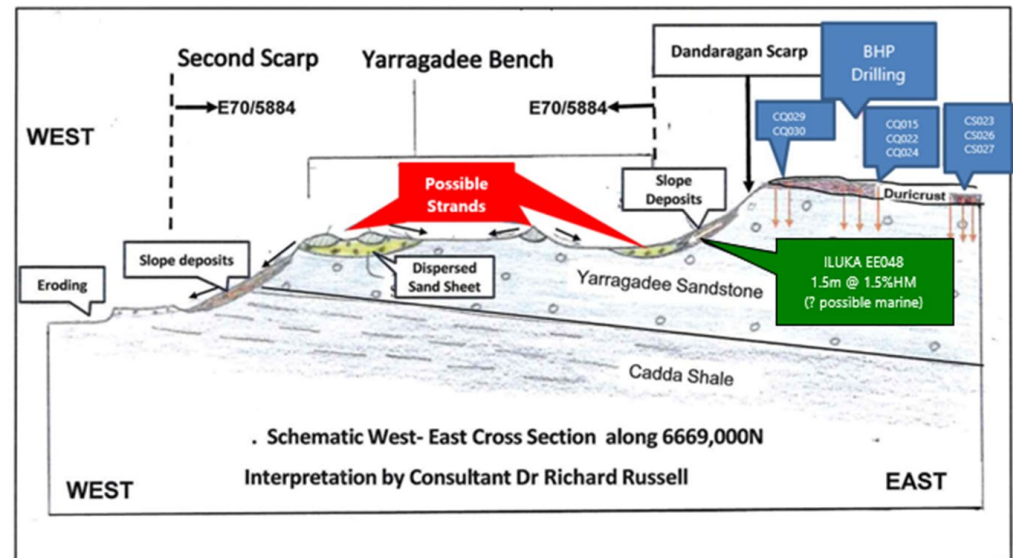 Second Scarp
Yarragadee Bench
Dandaragan Scarp
BHP
Drilling
E70/5884
E70/5884
WEST
CQ029
CQ030
CQ015
CQ022
CQ024
CS023
CS026
CS027
Possible
Strands
Slope
Deposits
Duricrust
Slope deposits
Eroding
Dispersed
Sand Sheet
Yarragadee Sandstone
ILUKA EE048
1.5m @ 1.5%HM
(? possible marine)
Cadda Shale
. Schematic West- East Cross Section along 6669,000N
Interpretation by Consultant Dr Richard Russell
WEST
EAST